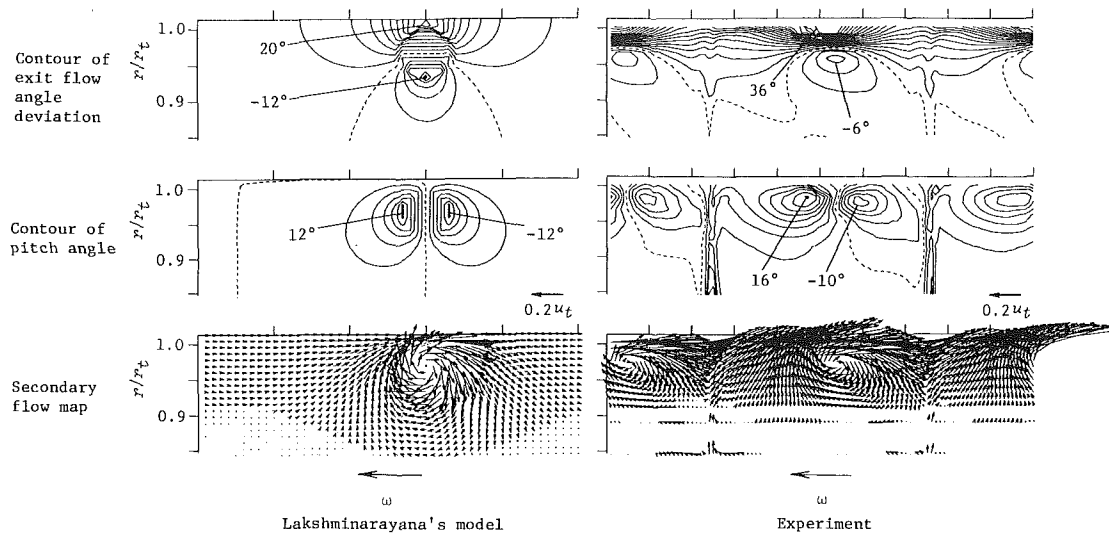 Contour of
exit flow
angle
deviation
r/r_t
1.0
0.9
20°
-12°
36°
-6°
Contour of
pitch angle
r/r_t
1.0
0.9
12°
-12°
16°
-10°
0.2u_t
0.2u_t
Secondary
flow map
r/r_t
1.0
0.9
ω
ω
Lakshminarayana's model
Experiment